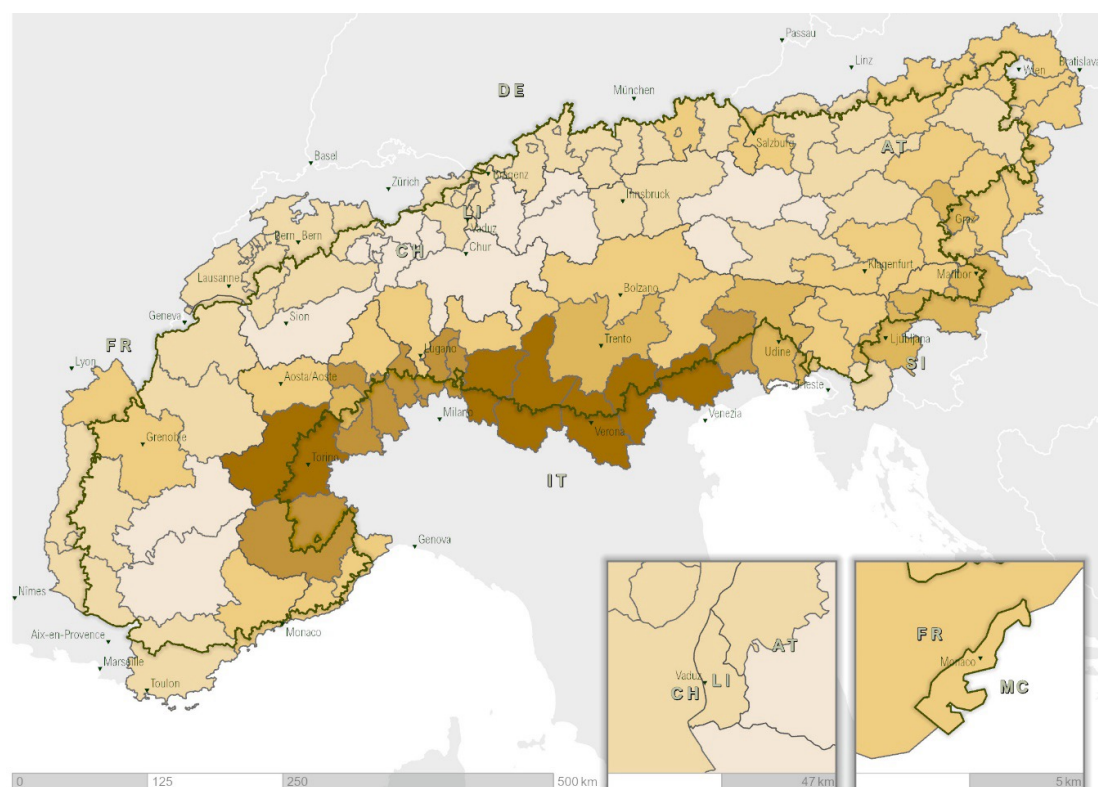 Passau
Linz
Wien
Bratislava
DE
München
Salzburg
AT
Basel
Zürich
Bregenz
Innsbruck
LI
Vaduz
Graz
Bern_Bern
CH
Chur
Klagenfurt
Maribor
Lausanne
Bolzano
Geneva
Sion
Ljubljana
FR
Lugano
Trento
Udine
SI
Lyon
Aosta/Aoste
Trieste
Milano
Venezia
Grenoble
Verona
Torino
IT
Genova
Nîmes
Monaco
Aix-en-Provence
Marseille
Toulon
FR
AT
Monaco
Vaduz
LI
CH
MC
0
125
250
500 km
47 km
5 km